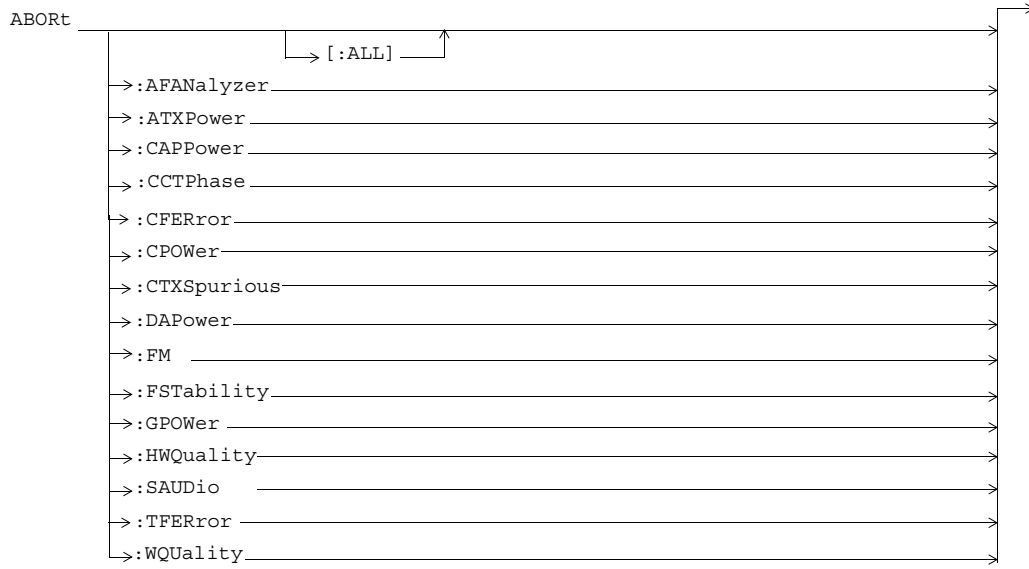 ABORt
[:ALL]
:AFANalyzer
:ATXPower
:CAPPower
:CCTPhase
:CFERror
:CPOWer
:CTXSpurious
:DAPower
:FM
:FSTability
:GPOWer
:HWQuality
:SAUDio
:TFERror
:WQUality